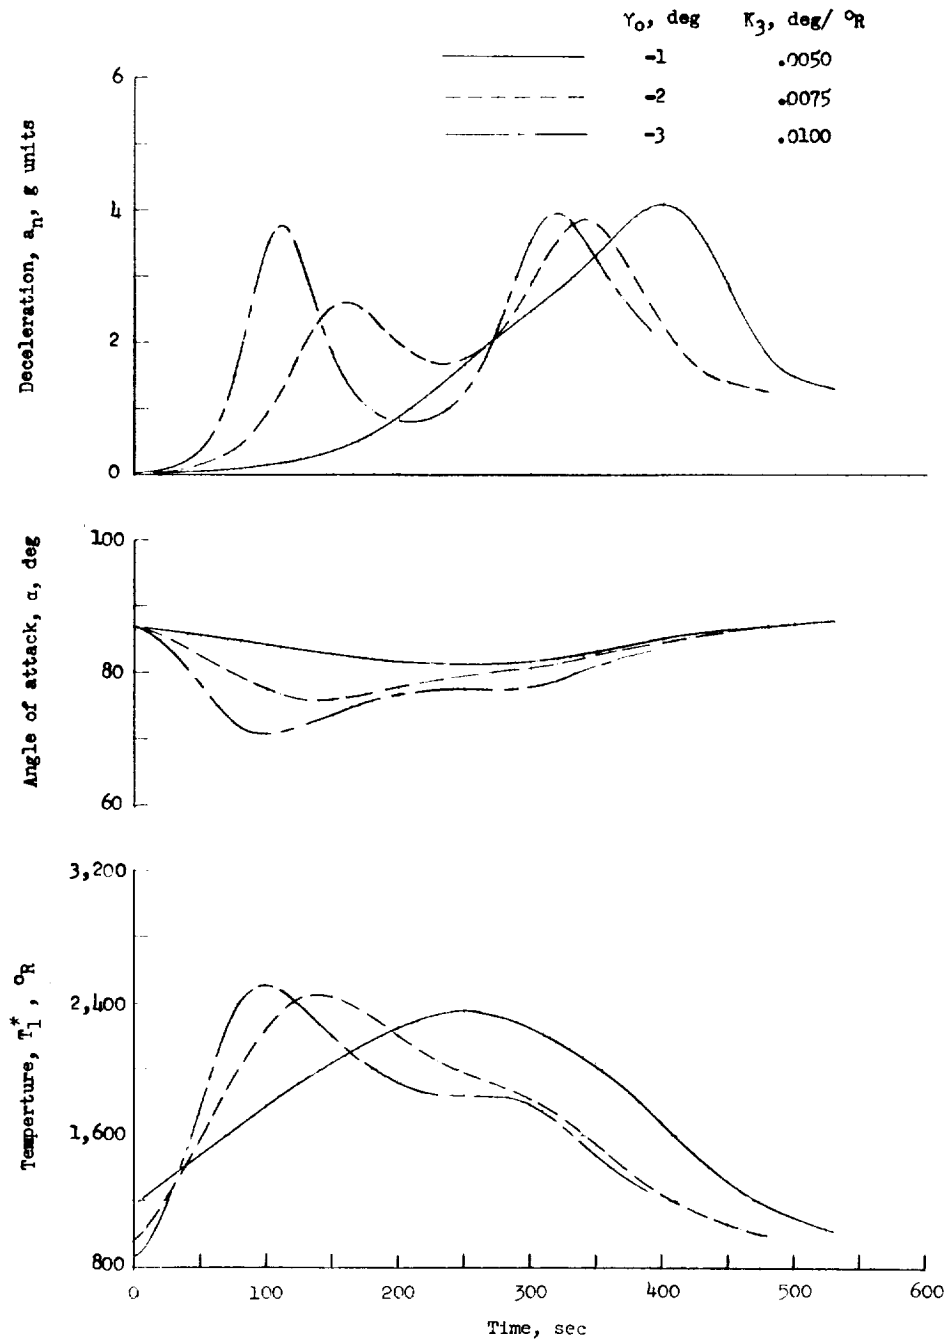 γ₀, deg K₃, deg/ °R
-1 .0050
-2 .0075
-3 .0100
Deceleration, aₙ, g units
6
4
2
0
Angle of attack, α, deg
100
80
60
Temperture, T₁*, °R
3,200
2,400
1,600
800
0 100 200 300 400 500 600
Time, sec